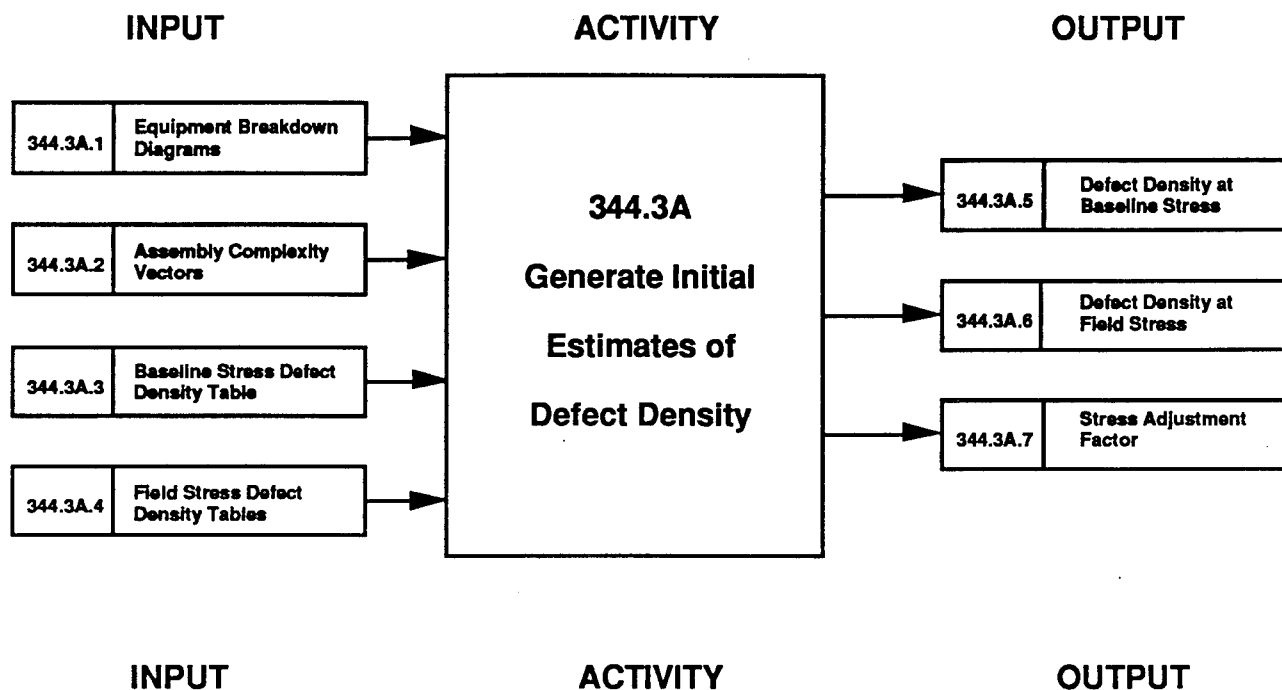 INPUT
ACTIVITY
OUTPUT
344.3A.1
Equipment Breakdown
Diagrams
344.3A.2
Assembly Complexity
Vectors
344.3A.3
Baseline Stress Defect
Density Table
344.3A.4
Field Stress Defect
Density Tables
344.3A
Generate Initial
Estimates of
Defect Density
344.3A.5
Defect Density at
Baseline Stress
344.3A.6
Defect Density at
Field Stress
344.3A.7
Stress Adjustment
Factor
INPUT
ACTIVITY
OUTPUT